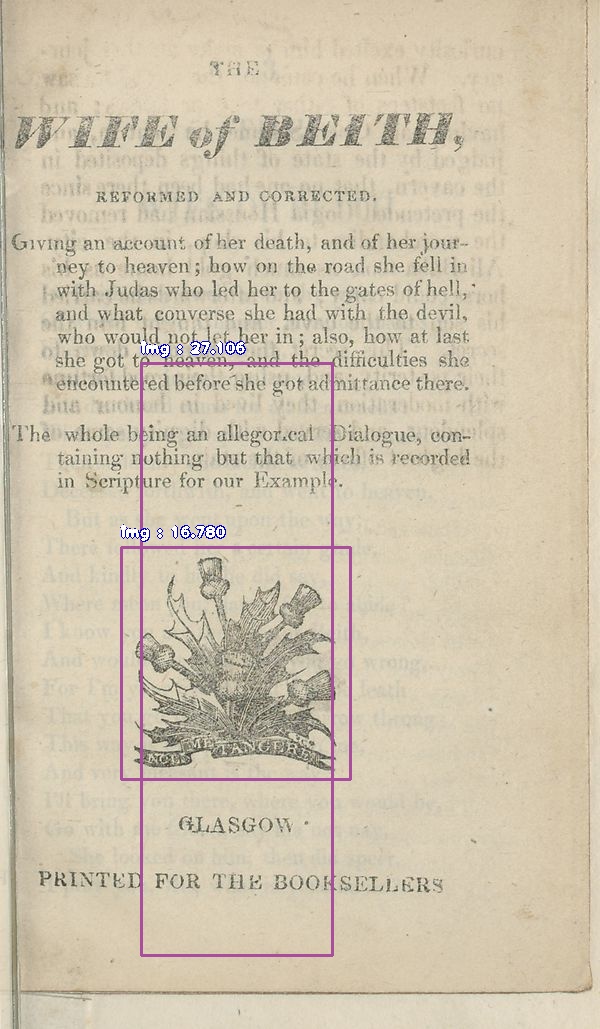 THE
WIFE of BEITH,
REFORMED AND CORRECTED.
Giving an account of her death, and of her jour-
ney to heaven; how on the road she fell in
with Judas who led her to the gates of hell,
and what converse she had with the devil,
who would not let her in; also, how at last
img : 27.106
she got to heaven, and the difficulties she
encountered before she got admittance there.
The whole being an allegorical Dialogue, con-
taining nothing but that which is recorded
in Scripture for our Example.
img : 16.780
ME TANGERE
GLASGOW
PRINTED FOR THE BOOKSELLERS